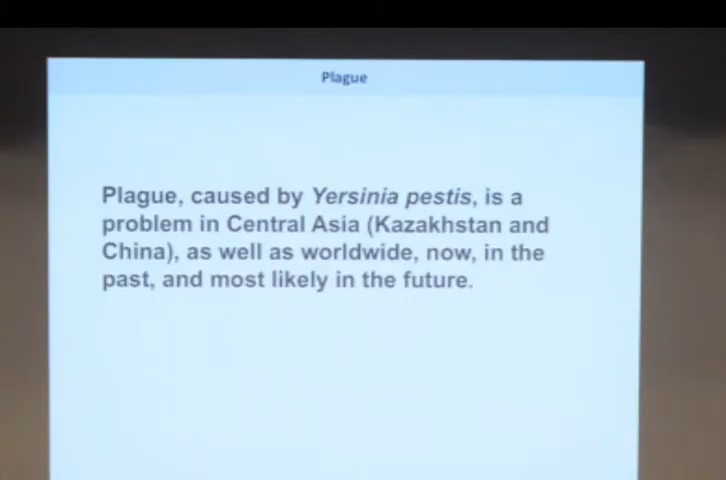 Plague
Plague, caused by Yersinia pestis, is a
problem in Central Asia (Kazakhstan and
China), as well as worldwide, now, in the
past, and most likely in the future.